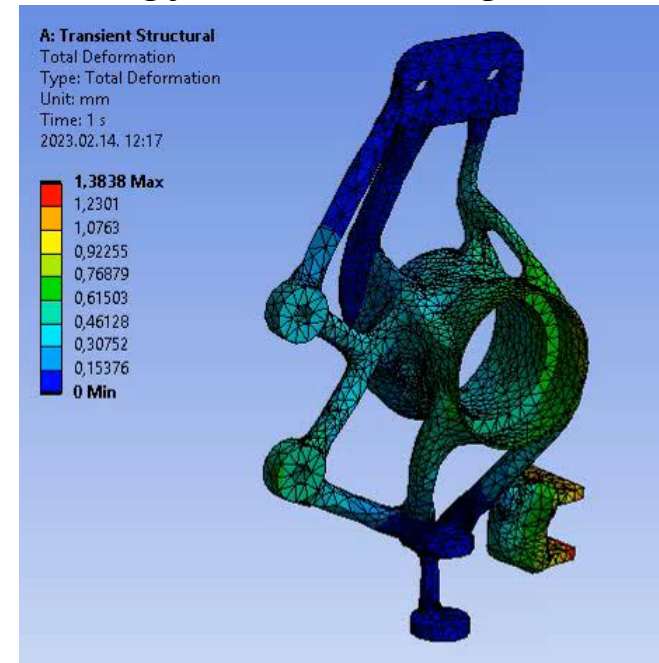 A: Transient Structural
Total Deformation
Type: Total Deformation
Unit: mm
Time: 1 s
2023.02.14. 12:17
1,3838 Max
1,2301
1,0763
0,92255
0,76879
0,61503
0,46128
0,30752
0,15376
0 Min